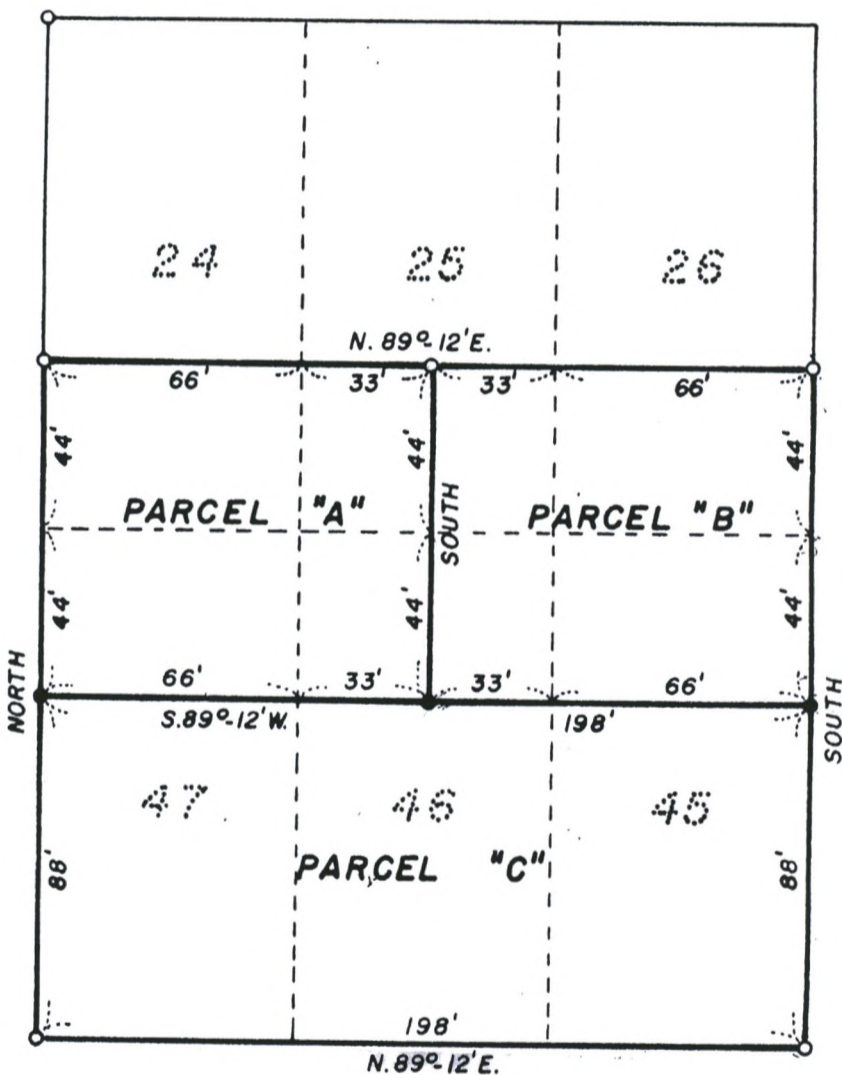 24 25 26
N. 89°-12' E.
66' 33' 33' 66'
44' 44' 44'
PARCEL "A" SOUTH PARCEL "B"
44' 44' 44'
66' 33' 33' 66'
NORTH S. 89°-12' W. 198' SOUTH
47 46 45
88' PARCEL "C" 88'
198'
N. 89°-12' E.